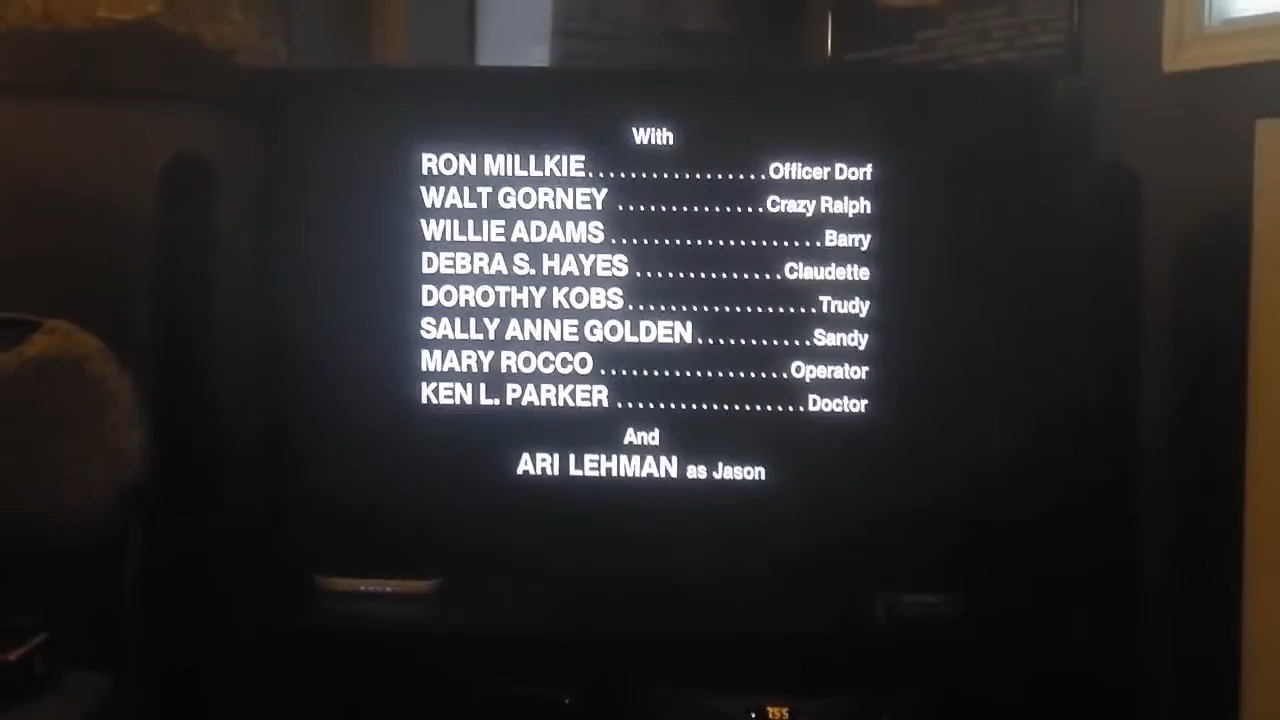 With
RON MILLKIE................Officer Dorf
WALT GORNEY ..............Crazy Ralph
WILLIE ADAMS....................Barry
DEBRA S. HAYES..............Claudette
DOROTHY KOBS..................Trudy
SALLY ANNE GOLDEN...........Sandy
MARY ROCCO ..................Operator
KEN L. PARKER ..................Doctor
And
ARI LEHMAN as Jason
755